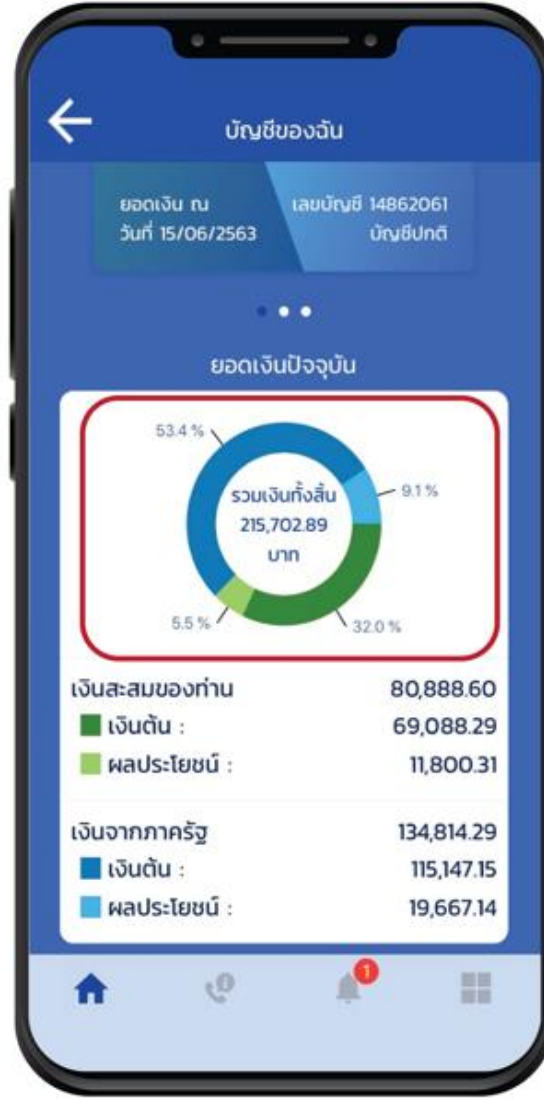 บัญชีของฉัน
ยอดเงิน ณ
วันที่ 15/06/2563
เลขบัญชี 14862061
บัญชีปกติ
ยอดเงินปัจจุบัน
53.4 %
9.1 %
รวมเงินทั้งสิ้น
215,702.89
บาท
5.5 %
32.0 %
เงินสะสมของท่าน 80,888.60
เงินต้น : 69,088.29
ผลประโยชน์ : 11,800.31
เงินจากภาครัฐ 134,814.29
เงินต้น : 115,147.15
ผลประโยชน์ : 19,667.14
1